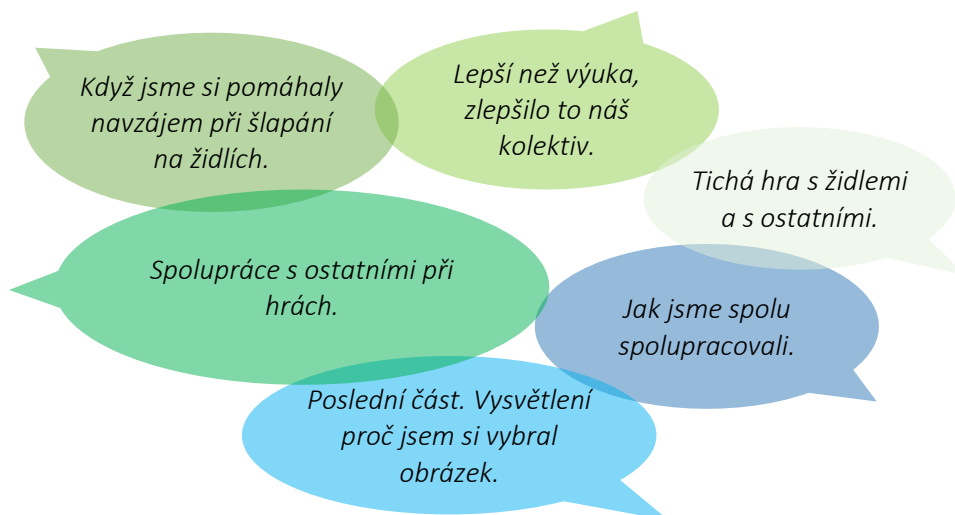 Když jsme si pomáhaly
navzájem při šlapání
na židlích.
Lepší než výuka,
zlepšilo to náš
kolektiv.
Tichá hra s židlemi
a s ostatními.
Spolupráce s ostatními při
hrách.
Jak jsme spolu
spolupracovali.
Poslední část. Vysvětlení
proč jsem si vybral
obrázek.